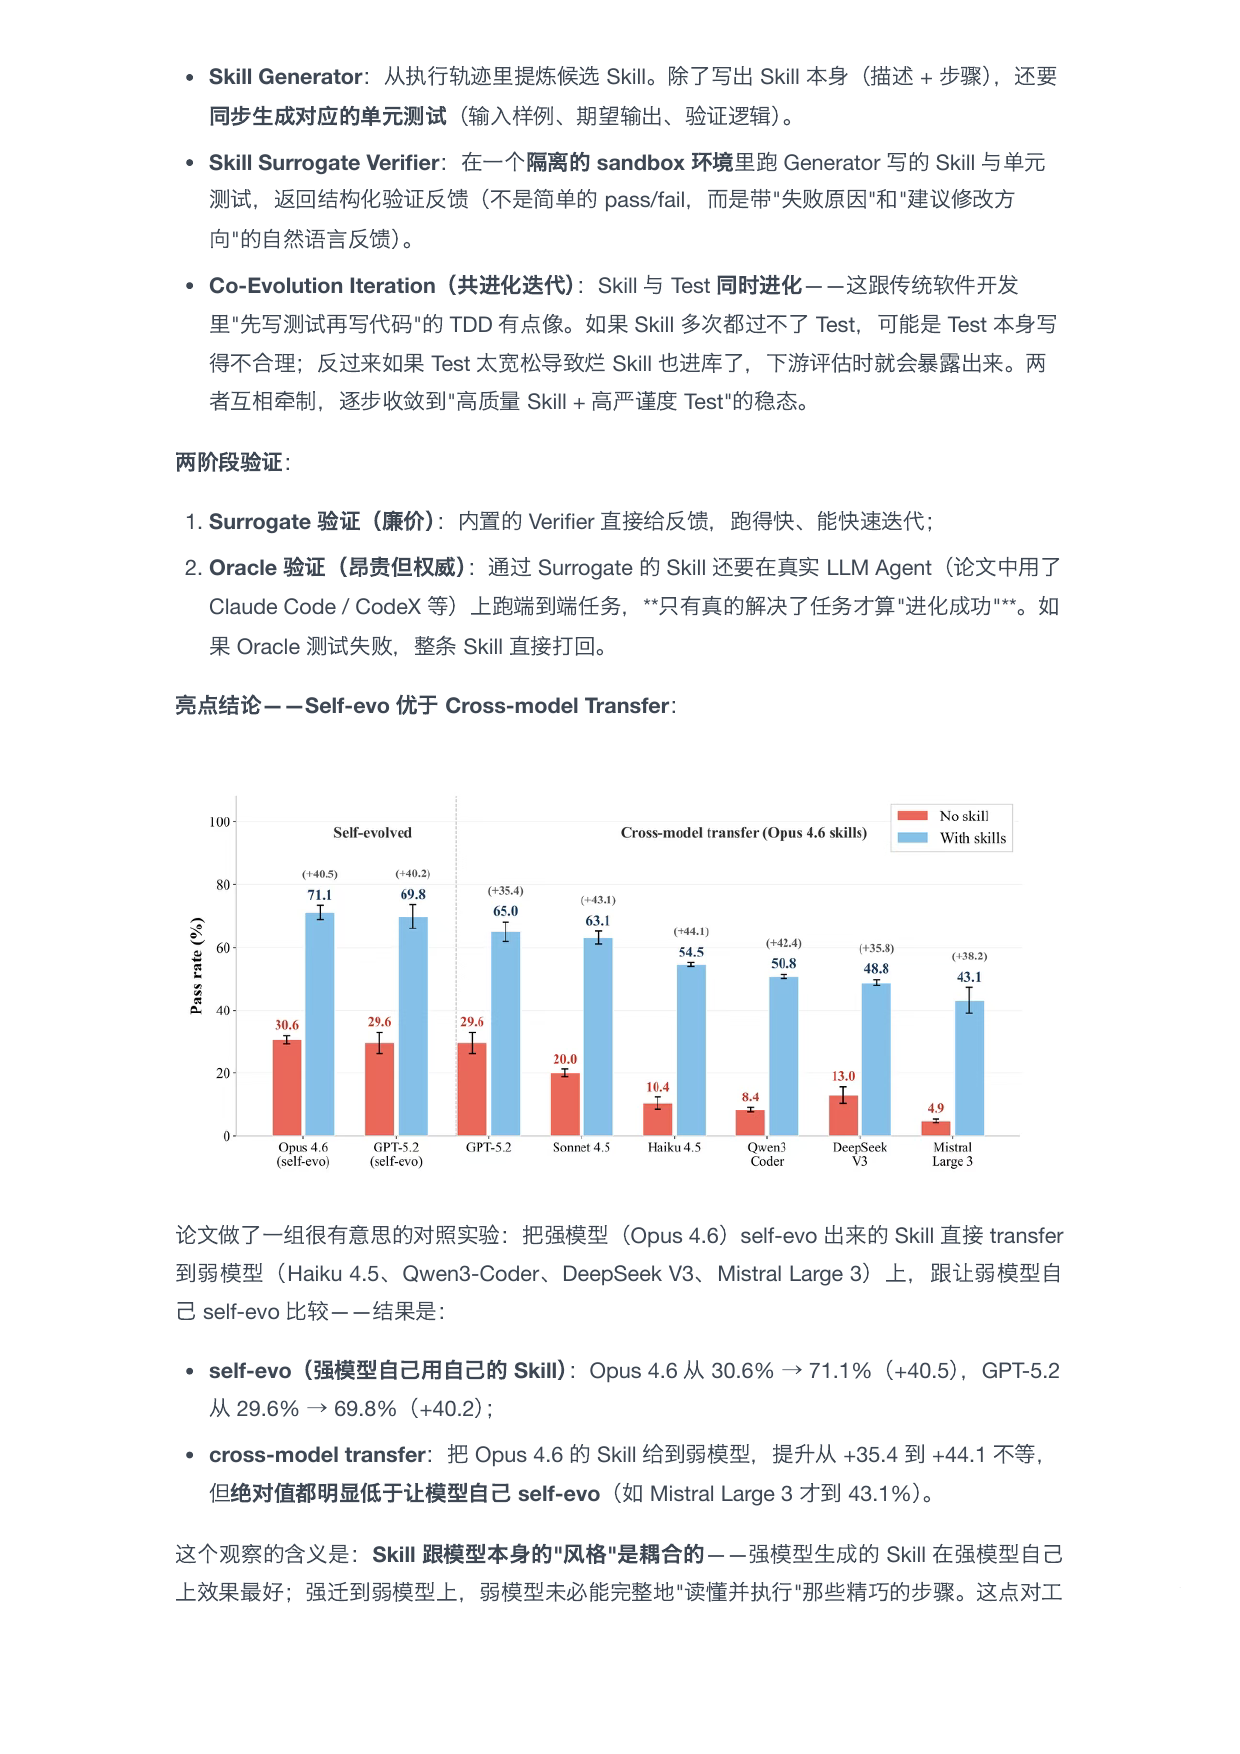 • Skill Generator：从执行轨迹里提炼候选 Skill。除了写出 Skill 本身（描述 + 步骤），还要
同步生成对应的单元测试（输入样例、期望输出、验证逻辑）。
• Skill Surrogate Verifier：在一个隔离的 sandbox 环境里跑 Generator 写的 Skill 与单元
测试，返回结构化验证反馈（不是简单的 pass/fail，而是带"失败原因"和"建议修改方
向"的自然语言反馈）。
• Co-Evolution Iteration（共进化迭代）：Skill 与 Test 同时进化——这跟传统软件开发
里"先写测试再写代码"的 TDD 有点像。如果 Skill 多次都过不了 Test，可能是 Test 本身写
得不合理；反过来如果 Test 太宽松导致烂 Skill 也进库了，下游评估时就会暴露出来。两
者互相牵制，逐步收敛到"高质量 Skill + 高严谨度 Test"的稳态。
两阶段验证：
1. Surrogate 验证（廉价）：内置的 Verifier 直接给反馈，跑得快、能快速迭代；
2. Oracle 验证（昂贵但权威）：通过 Surrogate 的 Skill 还要在真实 LLM Agent（论文中用了
Claude Code / CodeX 等）上跑端到端任务，**只有真的解决了任务才算"进化成功"**。如
果 Oracle 测试失败，整条 Skill 直接打回。
亮点结论——Self-evo 优于 Cross-model Transfer：
Pass rate (%)
100
80
60
40
20
0
Self-evolved
Cross-model transfer (Opus 4.6 skills)
No skill
With skills
(+40.5)
71.1
30.6
(+40.2)
69.8
29.6
(+35.4)
65.0
29.6
(+43.1)
63.1
20.0
(+44.1)
54.5
10.4
(+42.4)
50.8
8.4
(+35.8)
48.8
13.0
(+38.2)
43.1
4.9
Opus 4.6
(self-evo)
GPT-5.2
(self-evo)
GPT-5.2
Sonnet 4.5
Haiku 4.5
Qwen3
Coder
DeepSeek
V3
Mistral
Large 3
论文做了一组很有意思的对照实验：把强模型（Opus 4.6）self-evo 出来的 Skill 直接 transfer
到弱模型（Haiku 4.5、Qwen3-Coder、DeepSeek V3、Mistral Large 3）上，跟让弱模型自
己 self-evo 比较——结果是：
• self-evo（强模型自己用自己的 Skill）：Opus 4.6 从 30.6% → 71.1%（+40.5），GPT-5.2
从 29.6% → 69.8%（+40.2）；
• cross-model transfer：把 Opus 4.6 的 Skill 给到弱模型，提升从 +35.4 到 +44.1 不等，
但绝对值都明显低于让模型自己 self-evo（如 Mistral Large 3 才到 43.1%）。
这个观察的含义是：Skill 跟模型本身的"风格"是耦合的——强模型生成的 Skill 在强模型自己
上效果最好；强迁到弱模型上，弱模型未必能完整地"读懂并执行"那些精巧的步骤。这点对工